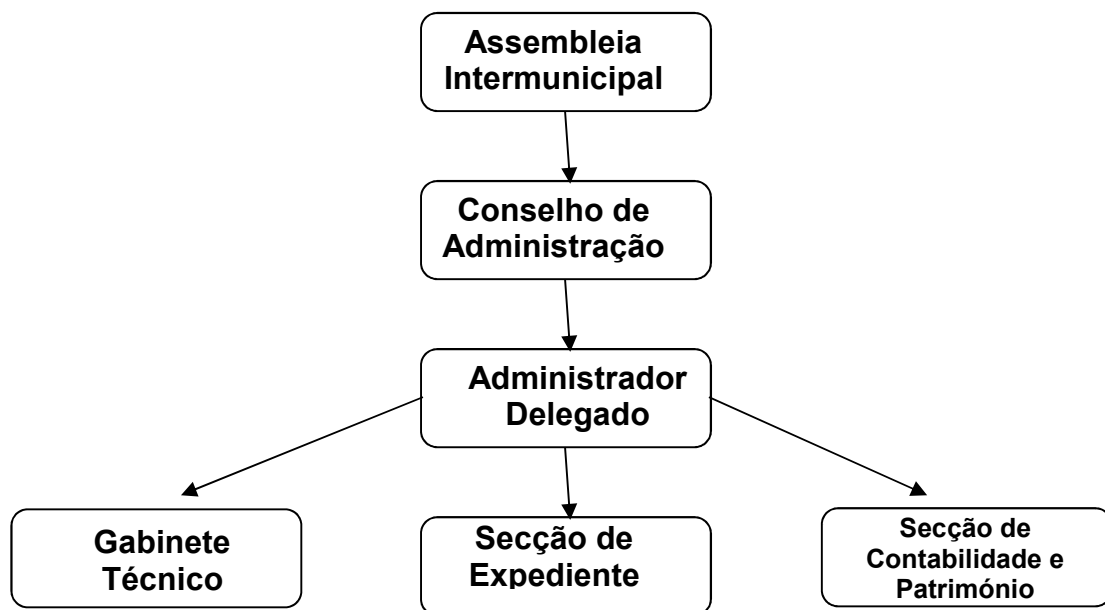 Assembleia
Intermunicipal
Conselho de
Administração
Administrador
Delegado
Gabinete
Técnico
Secção de
Expediente
Secção de
Contabilidade e
Património